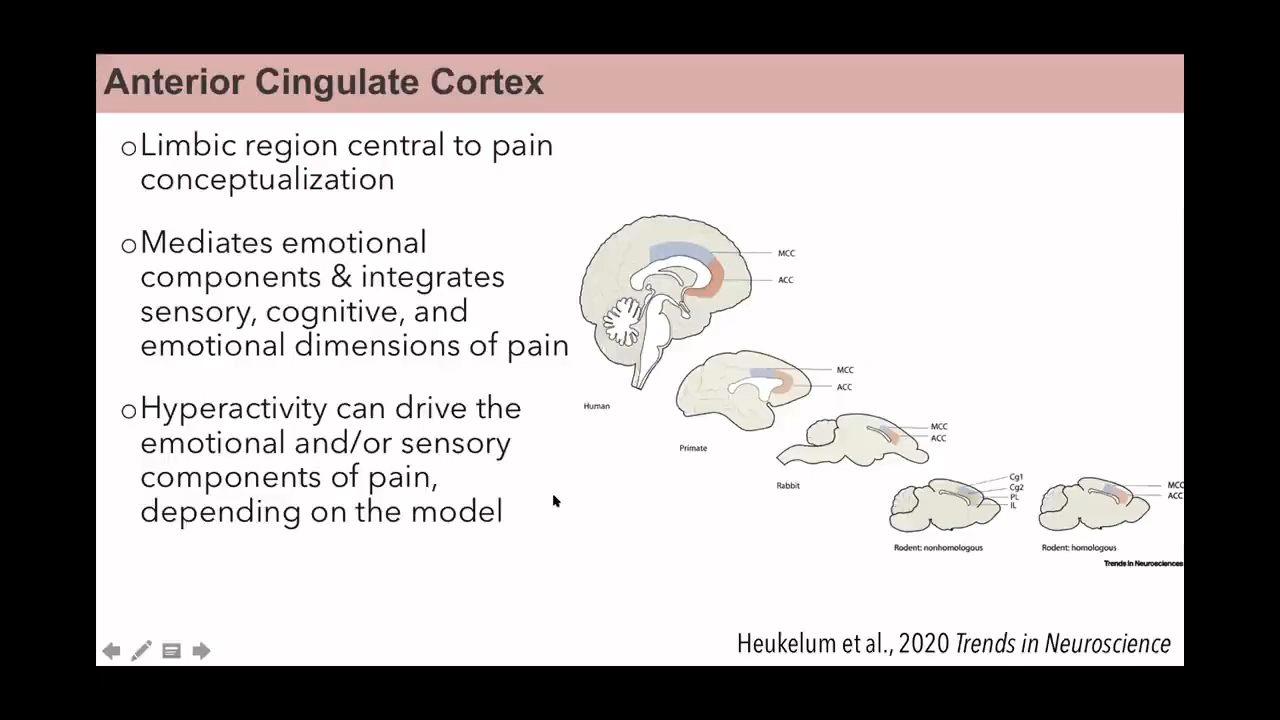 Anterior Cingulate Cortex
oLimbic region central to pain
conceptualization
oMediates emotional
components & integrates
sensory, cognitive, and
emotional dimensions of pain
oHyperactivity can drive the
emotional and/or sensory
components of pain,
depending on the model
MCC
ACC
Human
MCC
ACC
Primate
MCC
ACC
Rabbit
Cg1
Cg2
PL
IL
Rodent: nonhomologous
MCC
ACC
Rodent: homologous
Trends in Neurosciences
Heukelum et al., 2020 Trends in Neuroscience